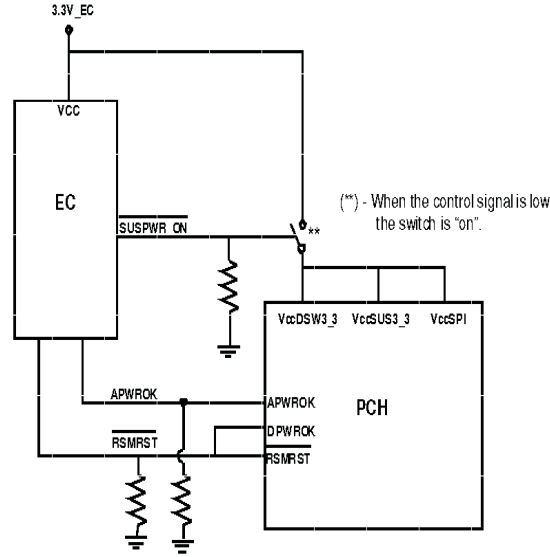 3.3V_EC
VCC
EC
SUSPWR_ON
**
(**) - When the control signal is low
the switch is “on”.
VccDSW3_3 VccSUS3_3 VccSPI
APWROK
APWROK
PCH
DPWROK
RSMRST
RSMRST